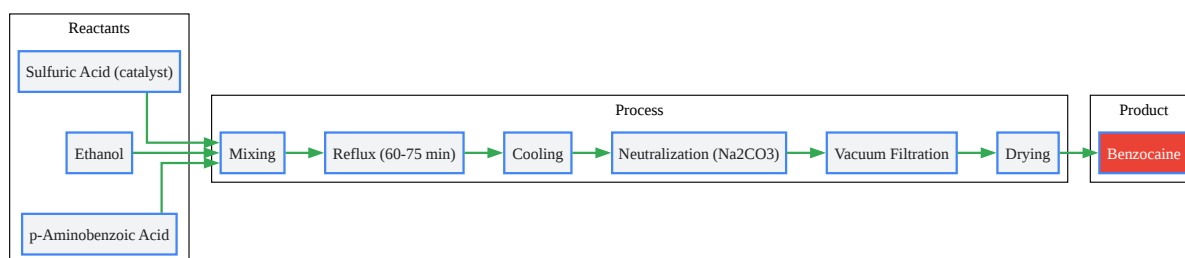 Reactants
Sulfuric Acid (catalyst)
Ethanol
p-Aminobenzoic Acid
Process
Mixing
Reflux (60-75 min)
Cooling
Neutralization (Na2CO3)
Vacuum Filtration
Drying
Product
Benzocaine